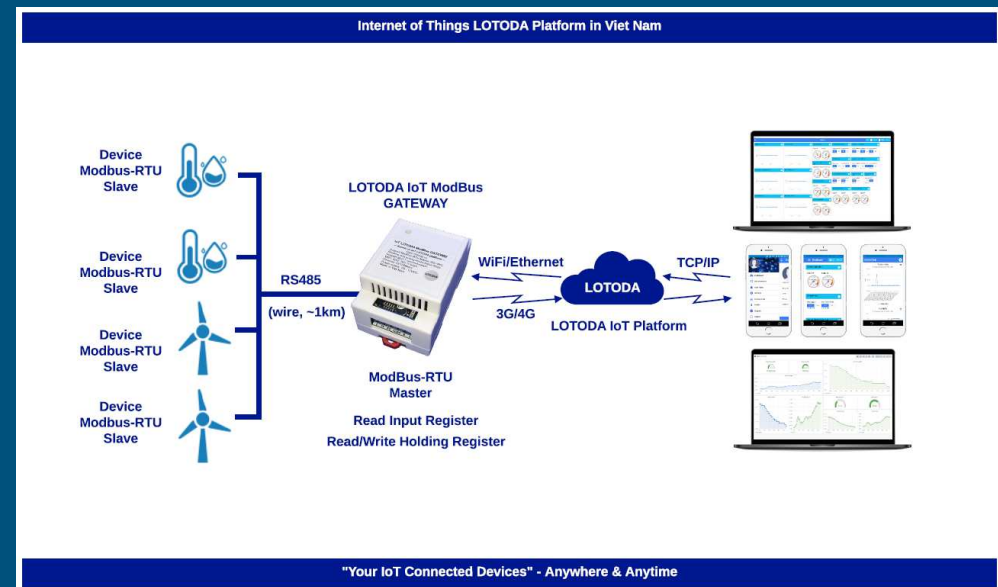 Internet of Things LOTODA Platform in Viet Nam
Device
Modbus-RTU
Slave
Device
Modbus-RTU
Slave
Device
Modbus-RTU
Slave
Device
Modbus-RTU
Slave
RS485
(wire, ~1km)
LOTODA IoT ModBus
GATEWAY
ModBus-RTU
Master
Read Input Register
Read/Write Holding Register
WiFi/Ethernet
3G/4G
LOTODA
LOTODA IoT Platform
TCP/IP
"Your IoT Connected Devices" - Anywhere & Anytime